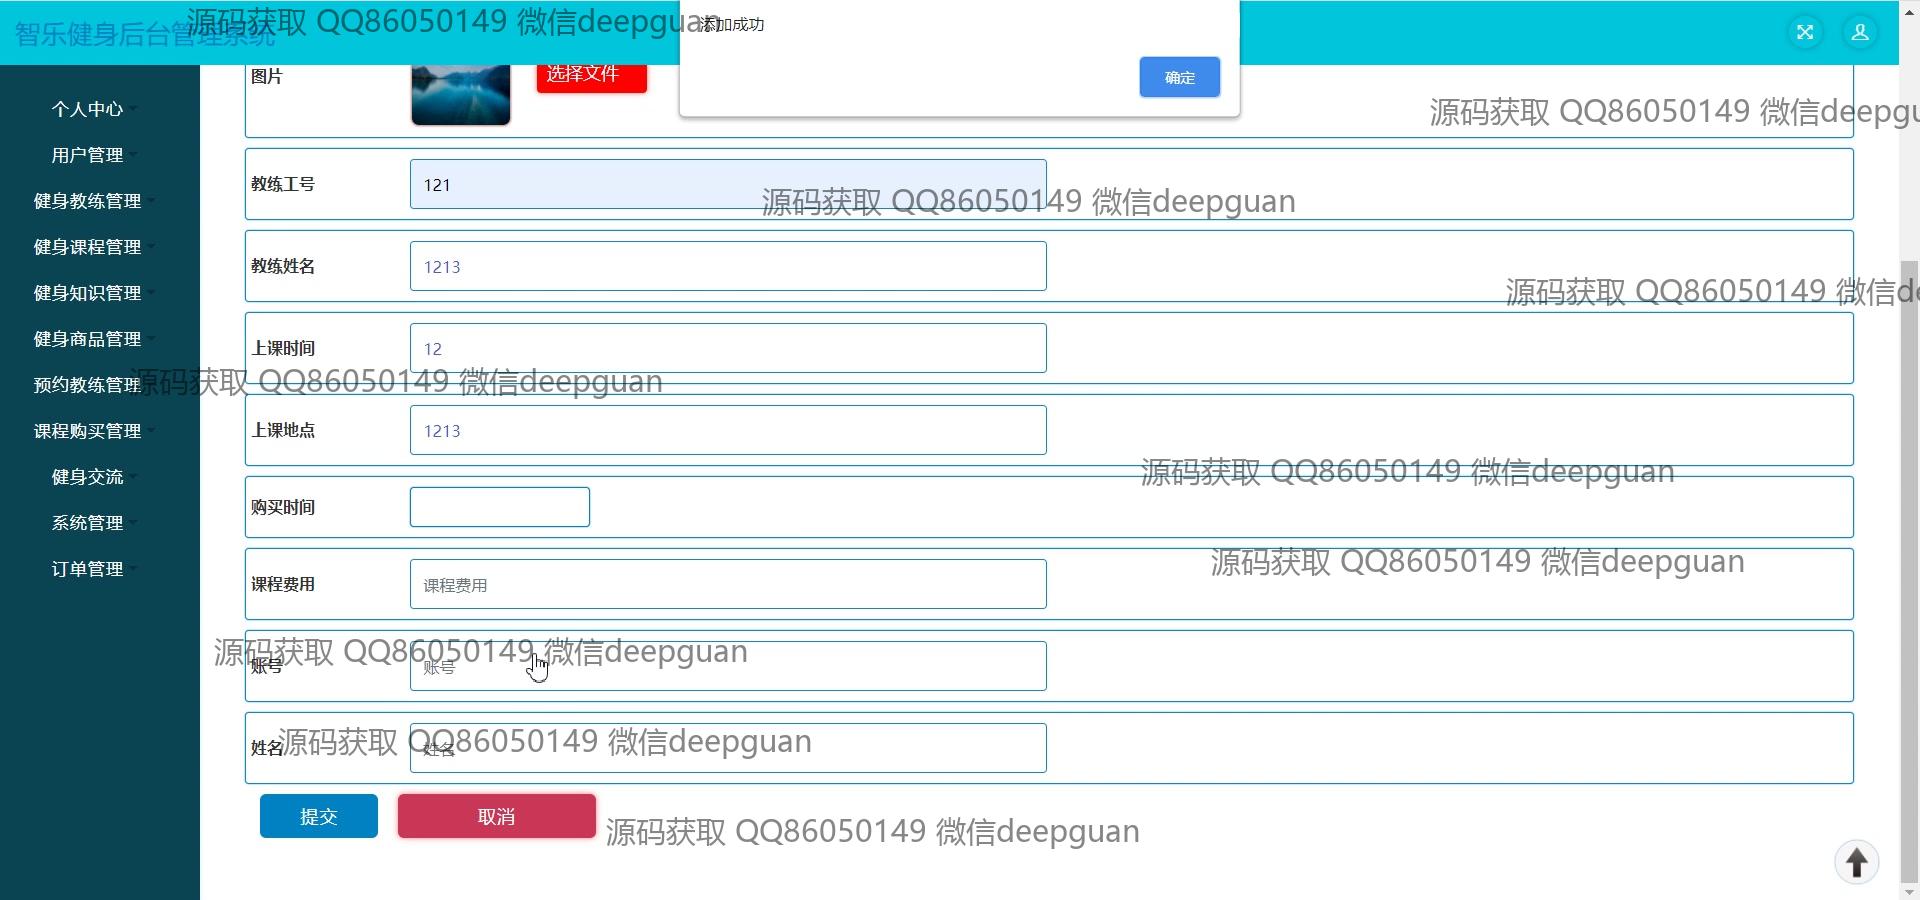 智乐健身后台管理系统
源码获取 QQ86050149 微信deepguan
添加成功
确定
图片
选择文件
源码获取 QQ86050149 微信deepgu
个人中心
用户管理
健身教练管理
健身课程管理
健身知识管理
健身商品管理
预约教练管理
课程购买管理
健身交流
系统管理
订单管理
教练工号
121
源码获取 QQ86050149 微信deepguan
教练姓名
1213
源码获取 QQ86050149 微信de
上课时间
12
源码获取 QQ86050149 微信deepguan
上课地点
1213
源码获取 QQ86050149 微信deepguan
购买时间
课程费用
课程费用
源码获取 QQ86050149 微信deepguan
账号
账号
源码获取 QQ86050149 微信deepguan
姓名
姓名
源码获取 QQ86050149 微信deepguan
提交
取消
源码获取 QQ86050149 微信deepguan